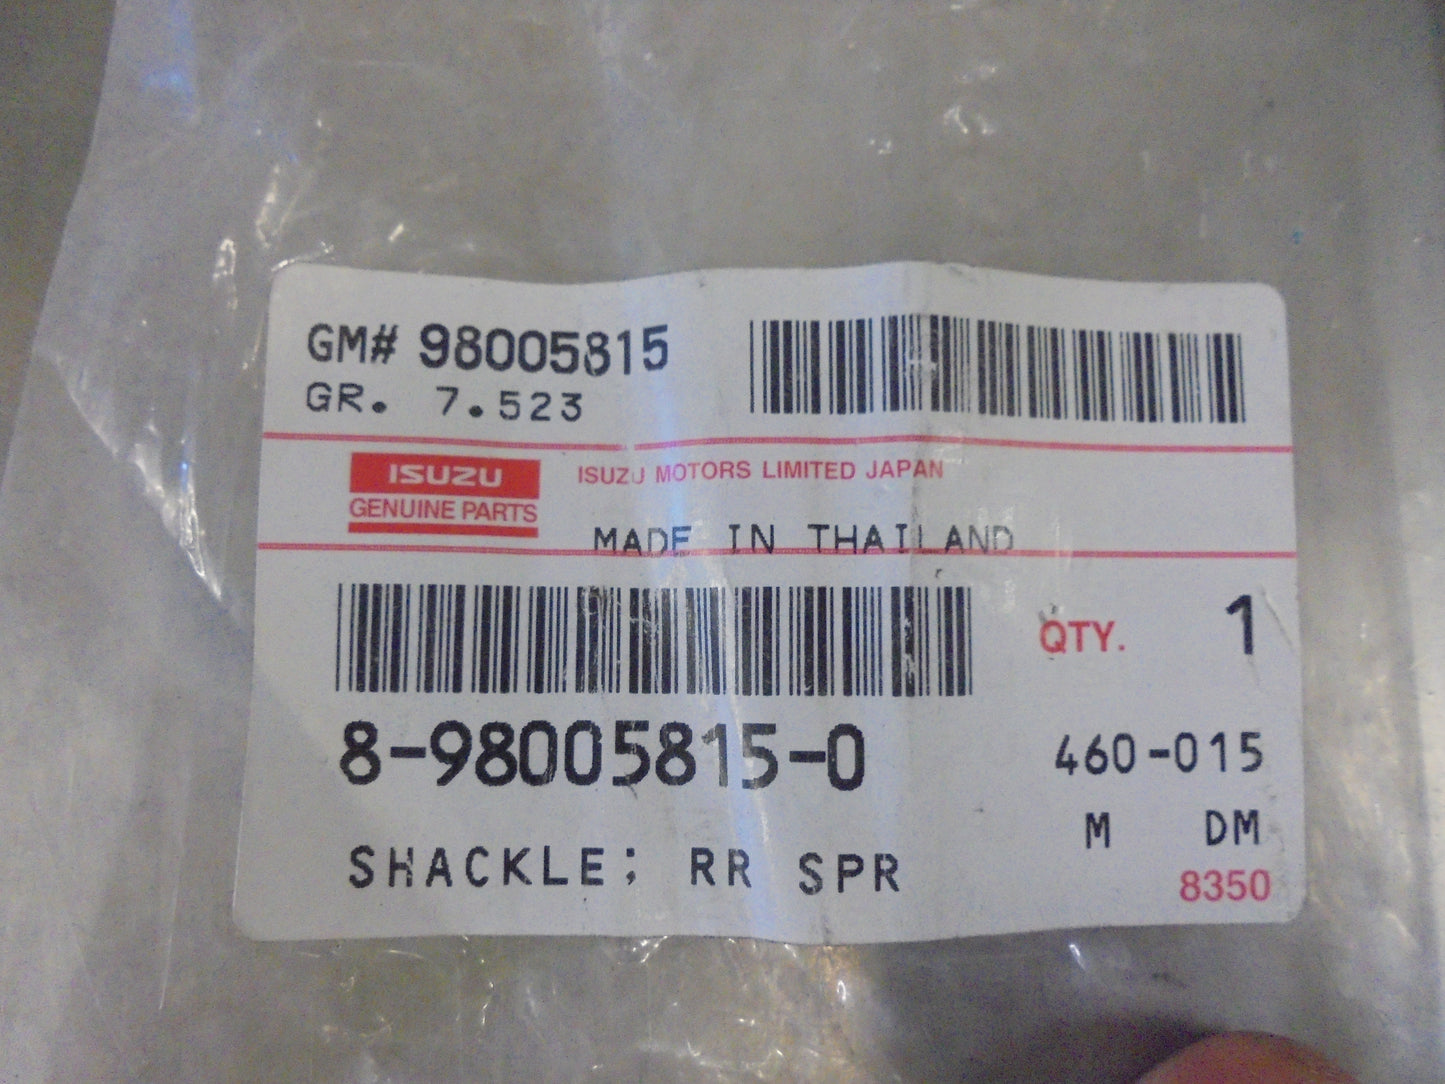 GM# 98005815
GR. 7.523
ISUZU
GENUINE PARTS
ISUZU MOTORS LIMITED JAPAN
MADE IN THAILAND
QTY. 1
8-98005815-0
460-015
M DM
SHACKLE; RR SPR
8350